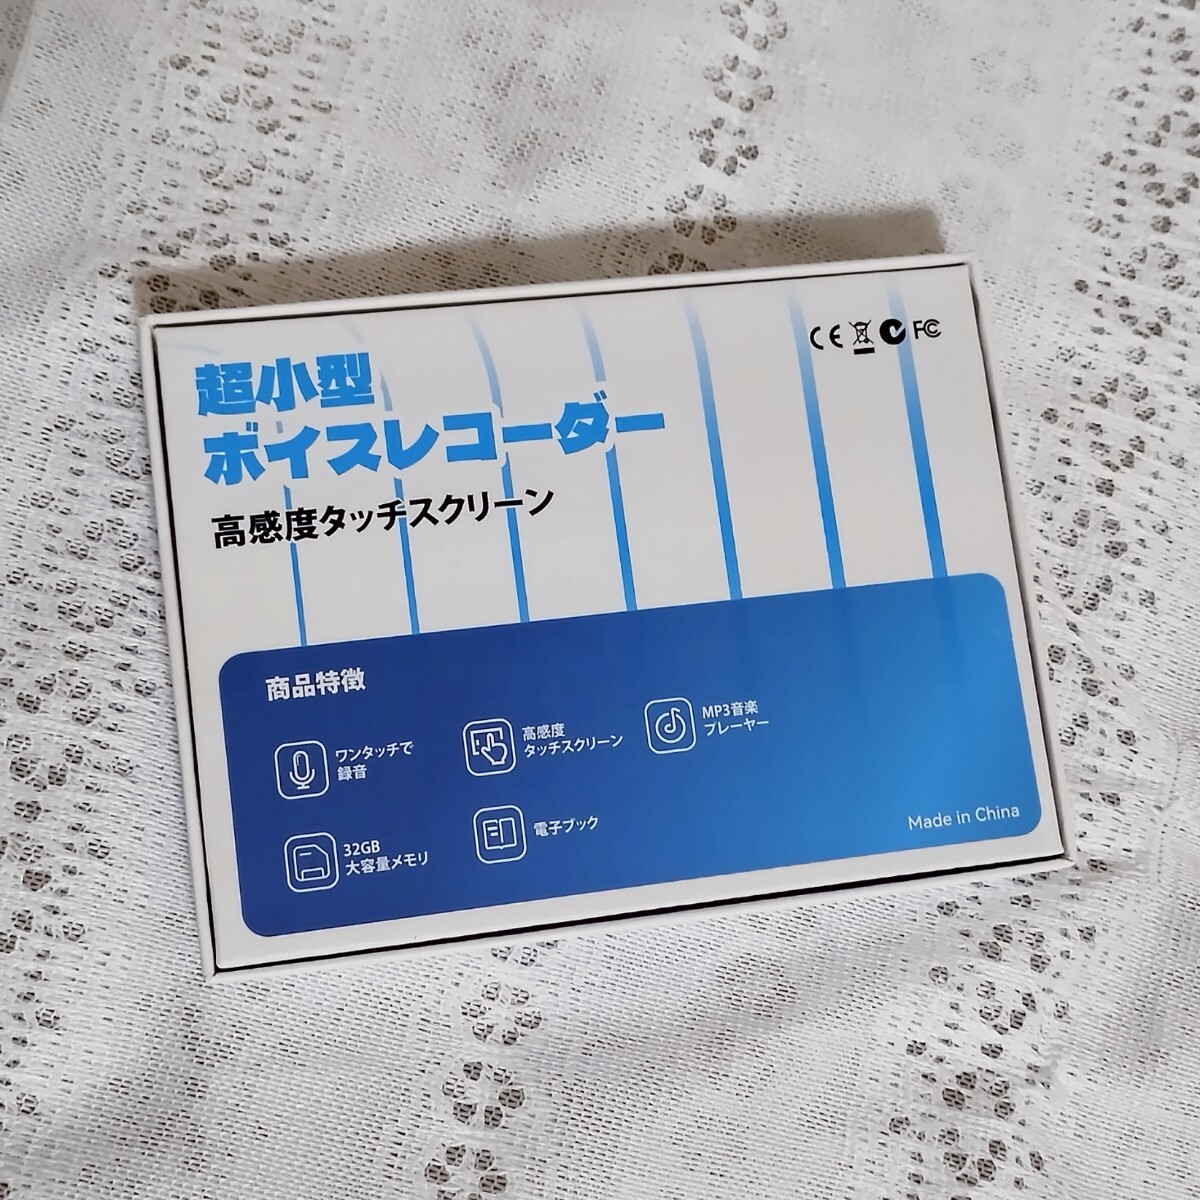 CE FC
超小型
ボイスレコーダー
高感度タッチスクリーン
商品特徴
ワンタッチで
録音
高感度
タッチスクリーン
MP3音楽
プレーヤー
32GB
大容量メモリ
電子ブック
Made in China